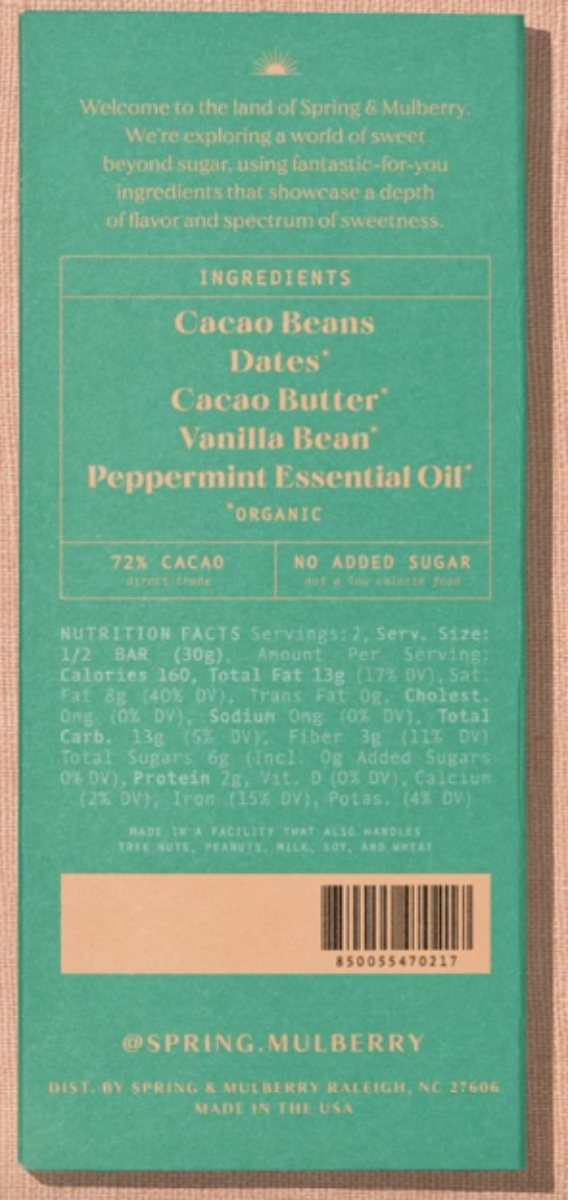 Welcome to the land of Spring & Mulberry.
We're exploring a world of sweet
beyond sugar, using fantastic-for-you
ingredients that showcase a depth
of flavor and spectrum of sweetness.
INGREDIENTS
Cacao Beans
Dates*
Cacao Butter*
Vanilla Bean*
Peppermint Essential Oil*
*ORGANIC
72% CACAO
direct-trade
NO ADDED SUGAR
not a low calorie food
NUTRITION FACTS Servings: 2, Serv. Size:
1/2 BAR (30g), Amount Per Serving:
Calories 160, Total Fat 13g (17% DV), Sat.
Fat 8g (40% DV), Trans Fat 0g, Cholest.
0mg (0% DV), Sodium 0mg (0% DV), Total
Carb. 13g (5% DV), Fiber 3g (11% DV)
Total Sugars 6g (Incl. 0g Added Sugars
0% DV), Protein 2g, Vit. D (0% DV), Calcium
(2% DV), Iron (15% DV), Potas. (4% DV)
MADE IN A FACILITY THAT ALSO HANDLES
TREE NUTS, PEANUTS, MILK, SOY, AND WHEAT
850055470217
@SPRING.MULBERRY
DIST. BY SPRING & MULBERRY RALEIGH, NC 27606
MADE IN THE USA